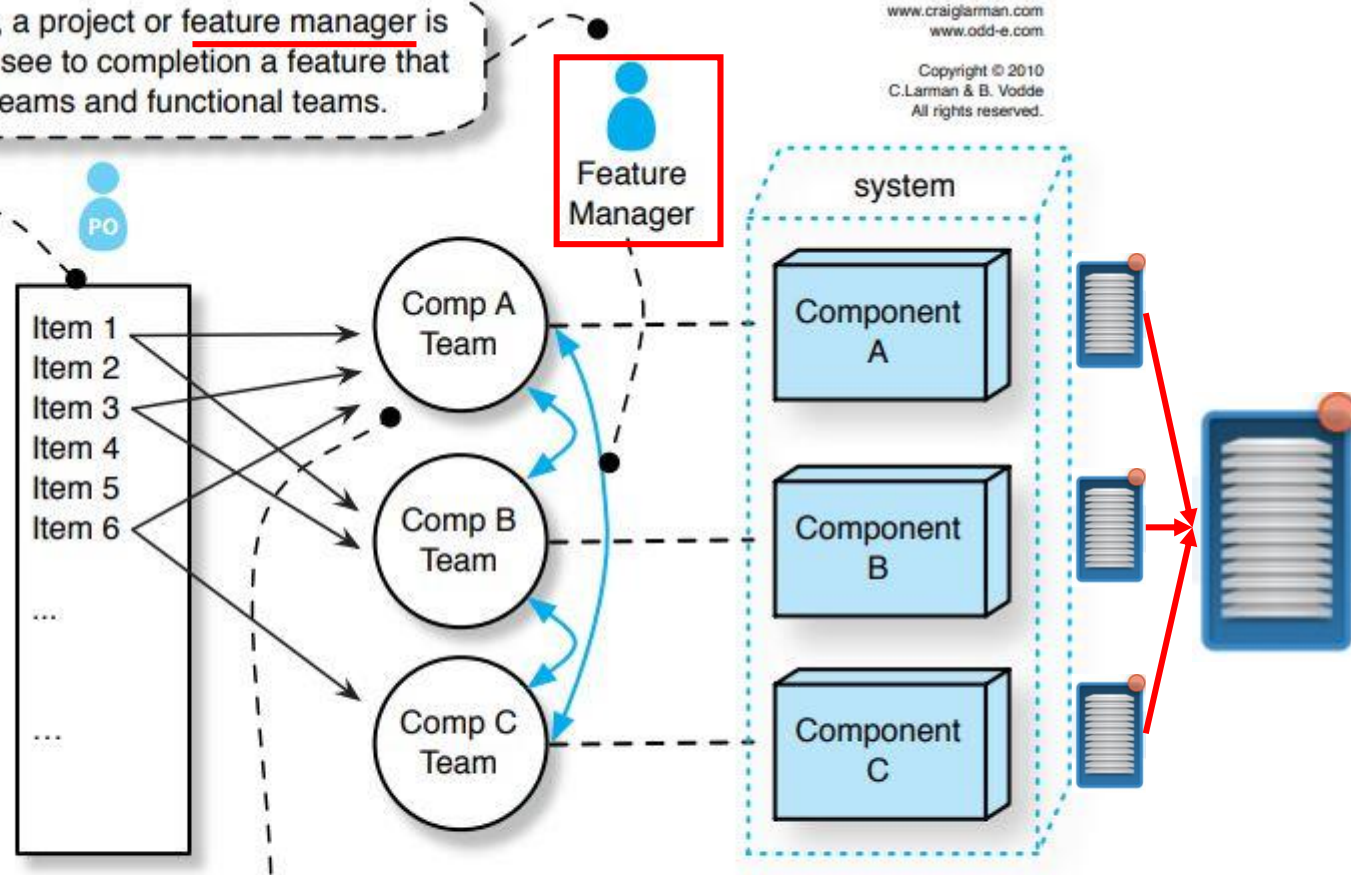 , a project or feature manager is
see to completion a feature that
eams and functional teams.
www.craiglarman.com
www.odd-e.com
Copyright © 2010
C.Larman & B. Vodde
All rights reserved.
PO
Feature
Manager
system
Item 1
Item 2
Item 3
Item 4
Item 5
Item 6
...
...
Comp A
Team
Comp B
Team
Comp C
Team
Component
A
Component
B
Component
C